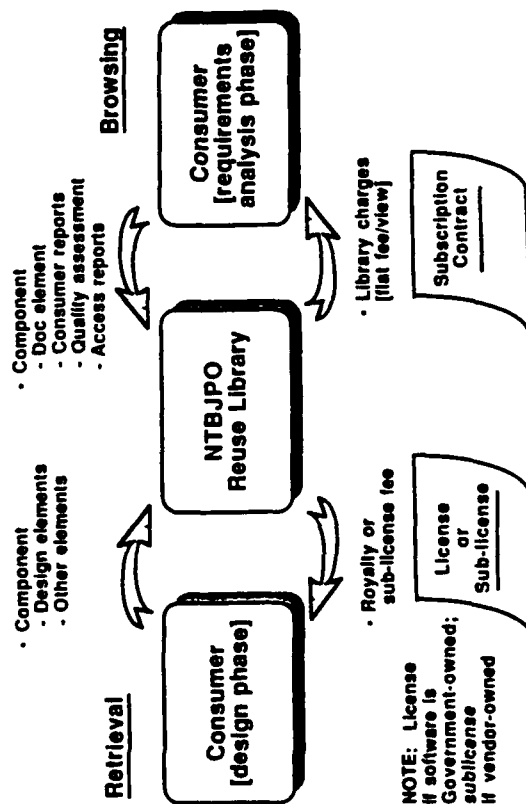 Retrieval
Browsing
· Component
- Design elements
- Other elements
· Component
- Doc element
- Consumer reports
- Quality assessment
- Access reports
Consumer
[design phase]
NTBJPO
Reuse Library
Consumer
[requirements
analysis phase]
· Royalty or
sub-license fee
· Library charges
[flat fee/view]
License
or
Sub-license
Subscription
Contract
NOTE: License
if software is
Government-owned;
sublicense
if vendor-owned